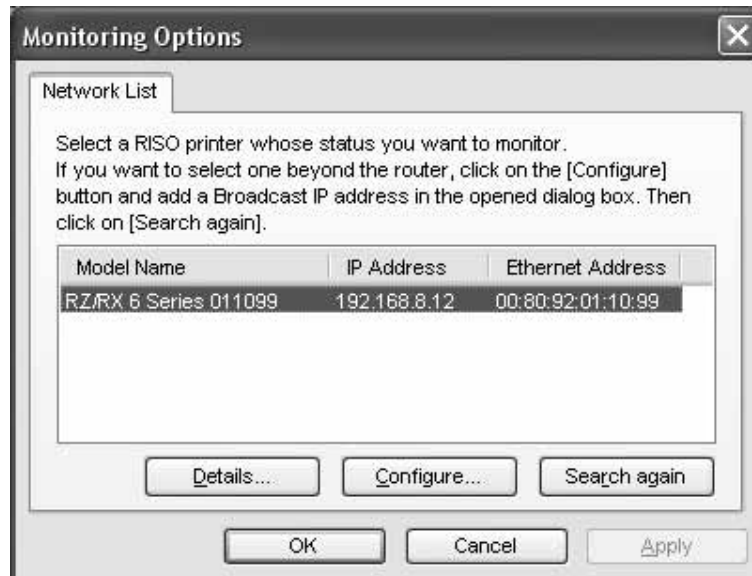 Monitoring Options
Network List
Select a RISO printer whose status you want to monitor.
If you want to select one beyond the router, click on the [Configure]
button and add a Broadcast IP address in the opened dialog box. Then
click on [Search again].
Model Name IP Address Ethernet Address
RZ/RX 6 Series 011099 192.168.8.12 00:80:92:01:10:99
Details... Configure... Search again
OK Cancel Apply